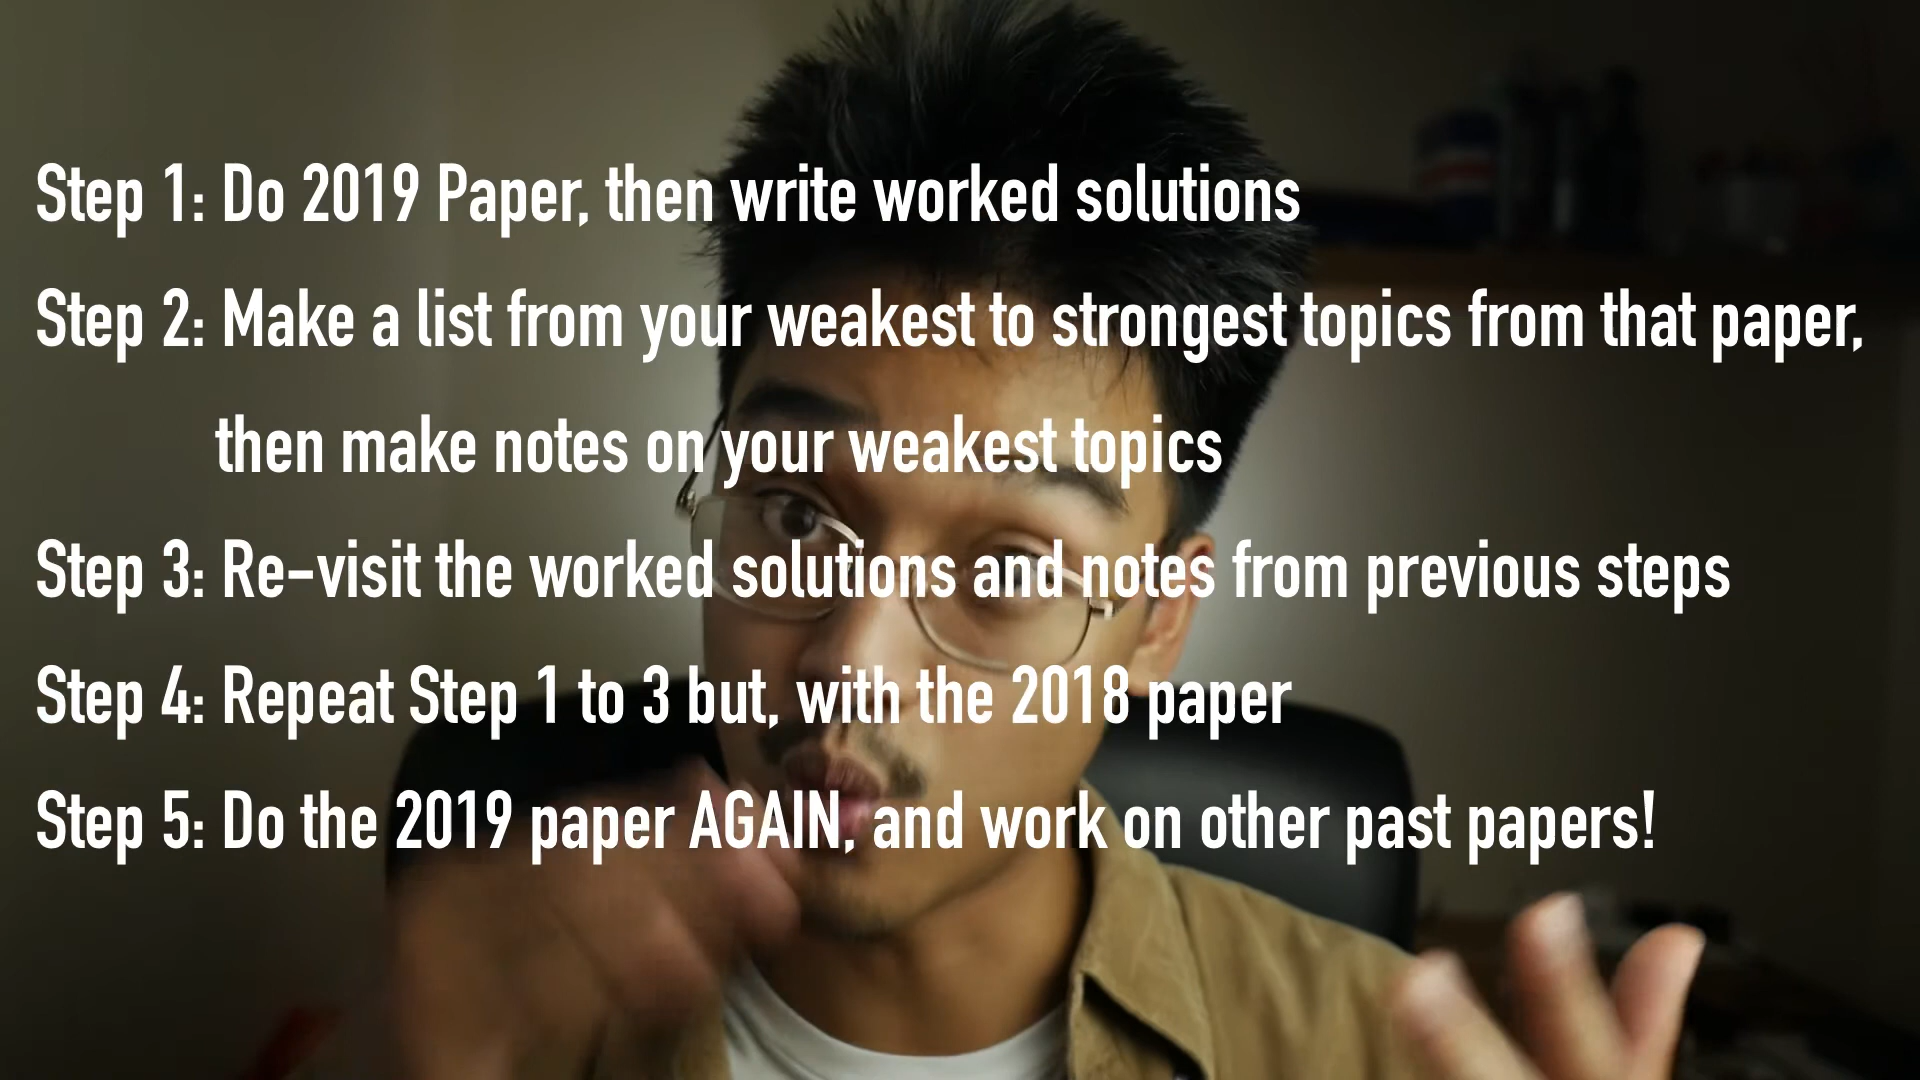 Step 1: Do 2019 Paper, then write worked solutions
Step 2: Make a list from your weakest to strongest topics from that paper,
then make notes on your weakest topics
Step 3: Re-visit the worked solutions and notes from previous steps
Step 4: Repeat Step 1 to 3 but, with the 2018 paper
Step 5: Do the 2019 paper AGAIN, and work on other past papers!